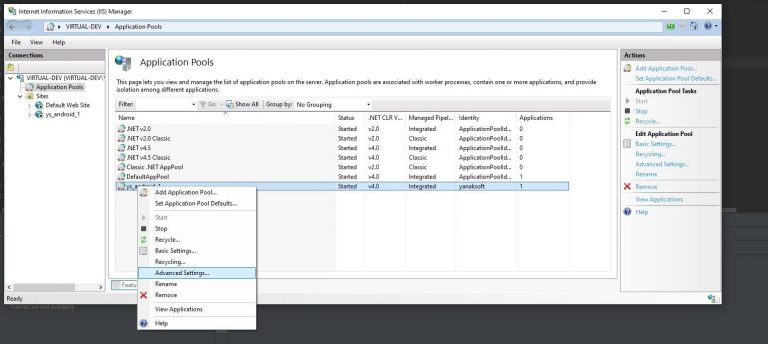 Internet Information Services (IIS) Manager
VIRTUAL-DEV Application Pools
File View Help
Connections
VIRTUAL-DEV (VIRTUAL-DEV\
Application Pools
Sites
Default Web Site
ys_android_1
Application Pools
This page lets you view and manage the list of application pools on the server. Application pools are associated with worker processes, contain one or more applications, and provide
isolation among different applications.
Filter: Go Show All Group by: No Grouping
Name Status .NET CLR V... Managed Pipel... Identity Applications
.NET v2.0 Started v2.0 Integrated ApplicationPoolId... 0
.NET v2.0 Classic Started v2.0 Classic ApplicationPoolId... 0
.NET v4.5 Started v4.0 Integrated ApplicationPoolId... 0
.NET v4.5 Classic Started v4.0 Classic ApplicationPoolId... 0
Classic .NET AppPool Started v2.0 Classic ApplicationPoolId... 0
DefaultAppPool Started v4.0 Integrated ApplicationPoolId... 1
ys_android_1 Started v4.0 Integrated yanaksoft 1
Add Application Pool...
Set Application Pool Defaults...
Start
Stop
Recycle...
Basic Settings...
Recycling...
Advanced Settings...
Rename
Remove
View Applications
Help
Featu
Actions
Add Application Pool...
Set Application Pool Defaults...
Application Pool Tasks
Start
Stop
Recycle...
Edit Application Pool
Basic Settings...
Recycling...
Advanced Settings...
Rename
Remove
View Applications
Help
Ready
Frames are not available